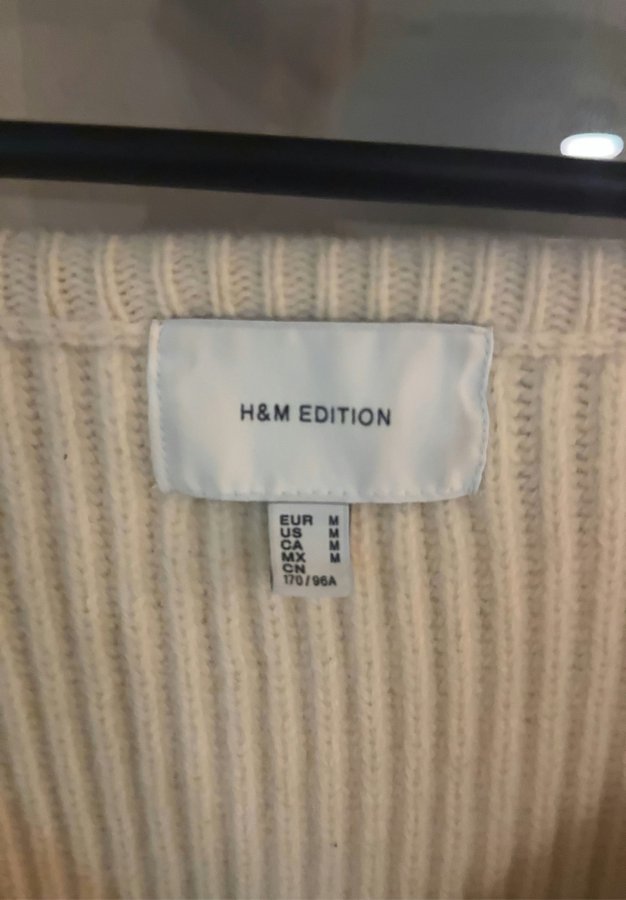 H&M EDITION
EUR M
US M
CA M
MX M
CN
170/96A